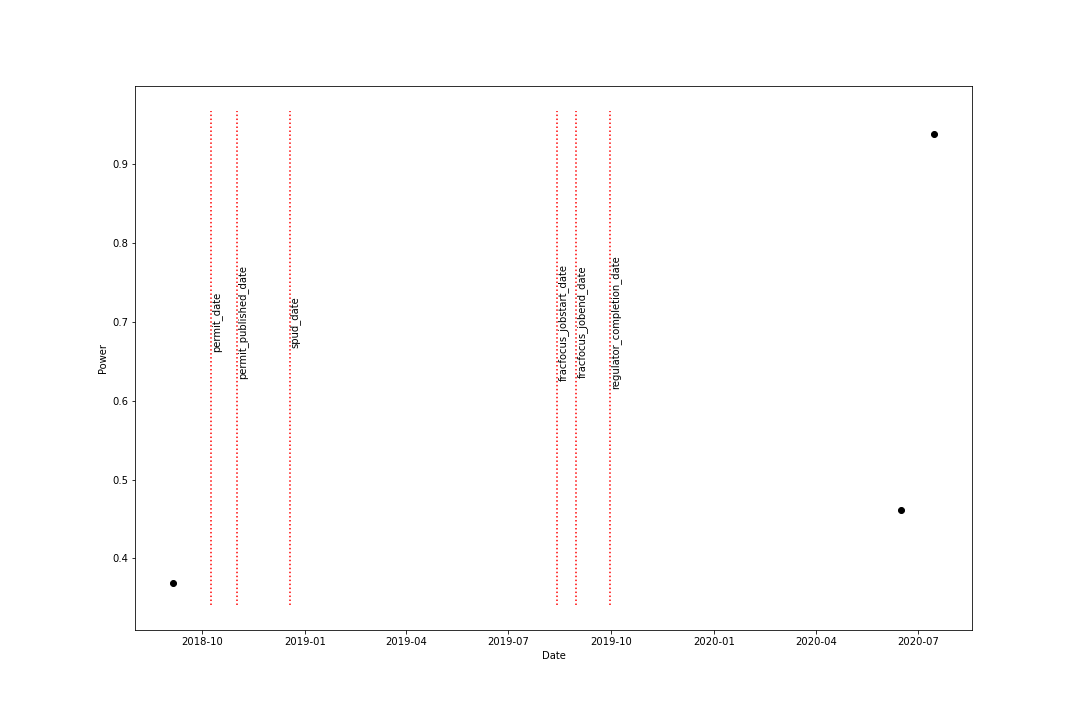 0.9
0.8
0.7
0.6
0.5
0.4
Power
permit_date
permit_published_date
spud_date
fracfocus_jobstart_date
fracfocus_jobend_date
regulator_completion_date
2018-10
2019-01
2019-04
2019-07
2019-10
2020-01
2020-04
2020-07
Date